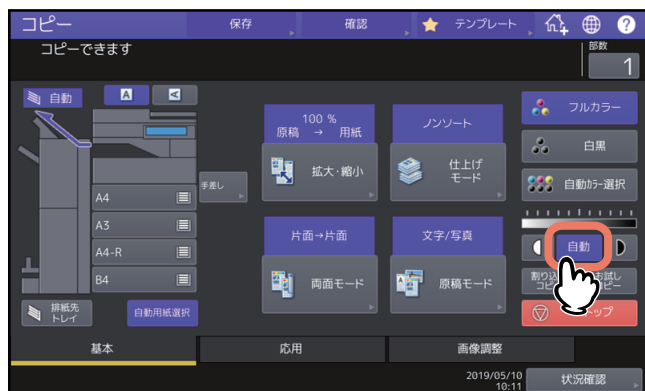 コピー
保存
確認
テンプレート
?
コピーできます
部数
1
自動
A
A
100 %
原稿 → 用紙
拡大・縮小
ノンソート
仕上げ
モード
フルカラー
白黒
自動ｶﾗｰ選択
手差し
A4
A3
A4-R
B4
片面→片面
両面モード
文字/写真
原稿モード
自動
割り込
コピ
お試し
ピー
排紙先
トレイ
自動用紙選択
ップ
基本
応用
画像調整
2019/05/10
10:11
状況確認